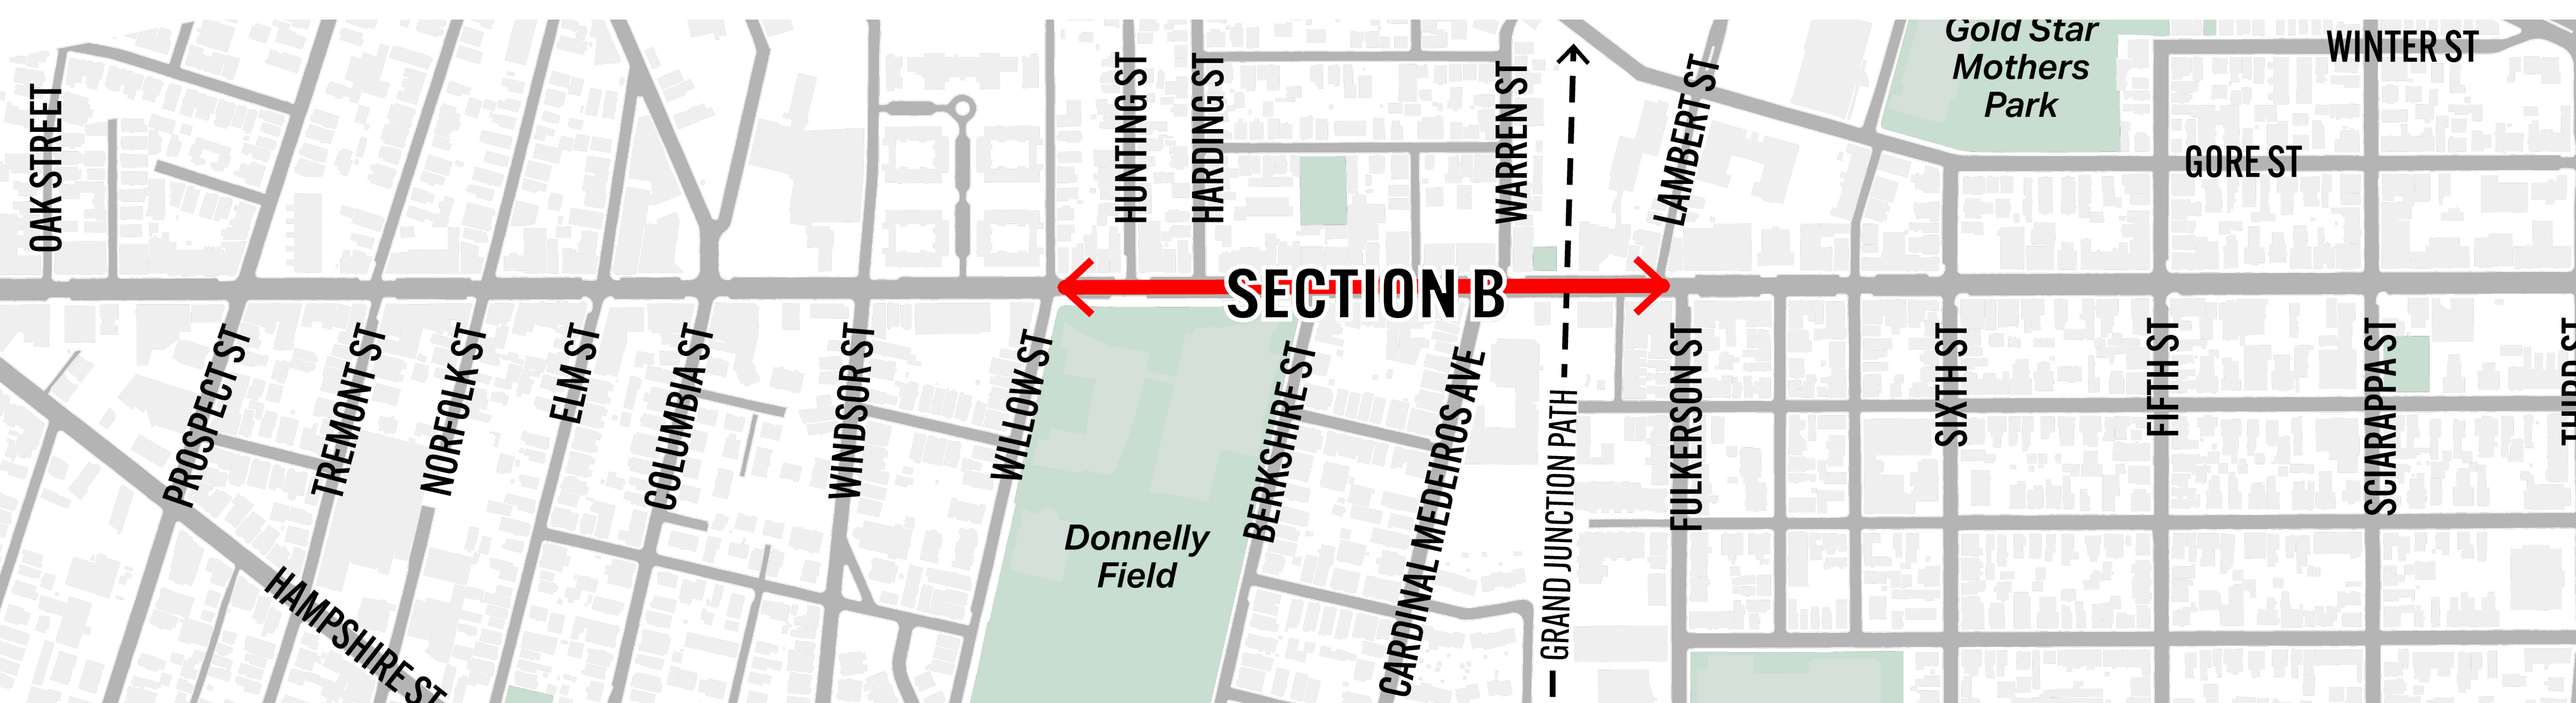 Gold Star
Mothers
Park
WINTER ST
OAK STREET
HUNTING ST
HARDING ST
WARREN ST
LAMBERT ST
GORE ST
SECTION B
PROSPECT ST
TREMONT ST
NORFOLK ST
ELM ST
COLUMBIA ST
WINDSOR ST
WILLOW ST
BERKSHIRE ST
CARDINAL MEDEIROS AVE
GRAND JUNCTION PATH
FULKERSON ST
SIXTH ST
FIFTH ST
SCIARAPPA ST
THIRD ST
Donnelly
Field
HAMPSHIRE ST